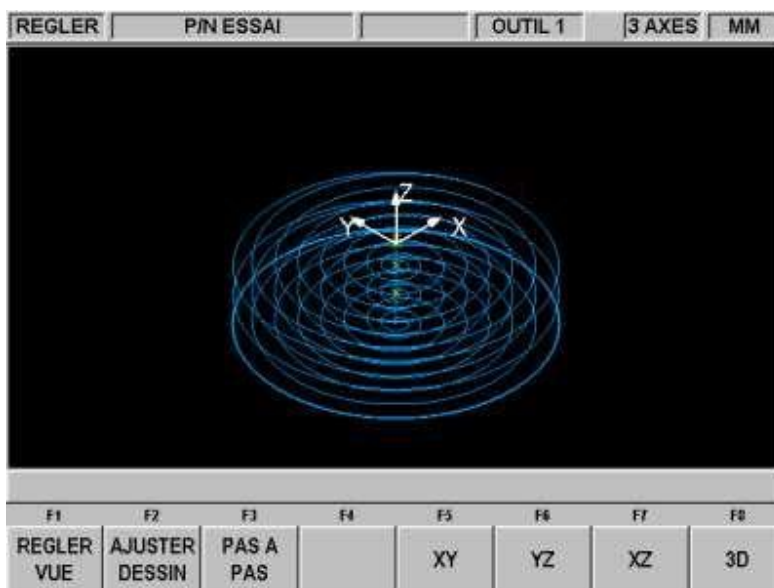 REGLER P/N ESSAI OUTIL 1 3 AXES MM
Z
Y X
F1 F2 F3 F4 F5 F6 F7 F8
REGLER VUE AJUSTER DESSIN PAS A PAS XY YZ XZ 3D